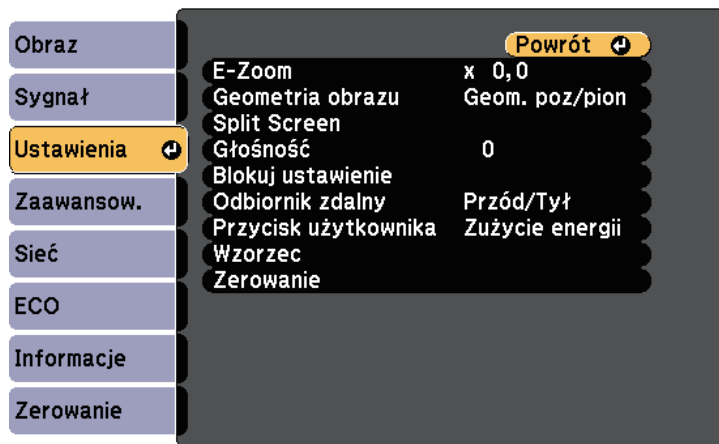 Obraz
Sygnał
Ustawienia
Zaawansow.
Sieć
ECO
Informacje
Zerowanie
Powrót
E-Zoom x 0,0
Geometria obrazu Geom. poz/pion
Split Screen
Głośność 0
Blokuj ustawienie
Odbiornik zdalny Przód/Tył
Przycisk użytkownika Zużycie energii
Wzorzec
Zerowanie